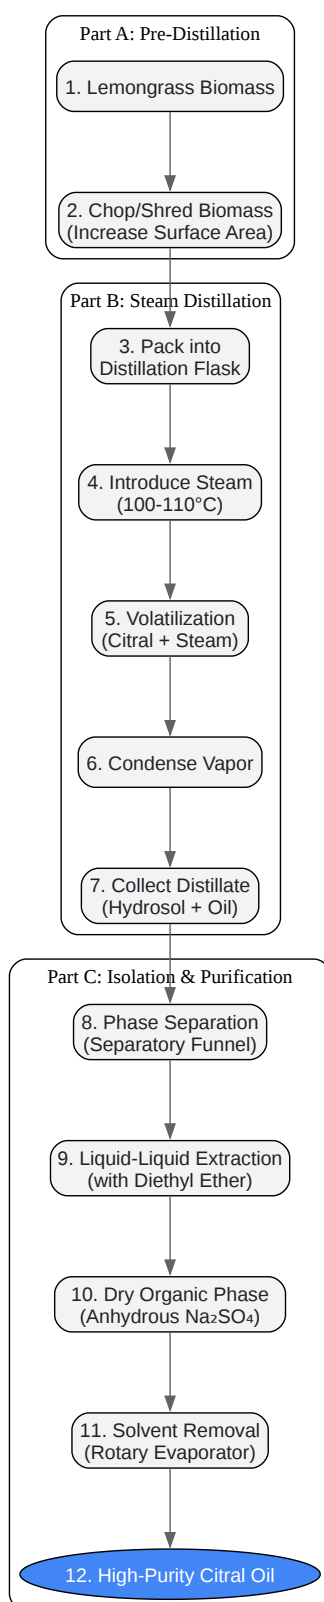 Part A: Pre-Distillation
1. Lemongrass Biomass
2. Chop/Shred Biomass
(Increase Surface Area)
Part B: Steam Distillation
3. Pack into
Distillation Flask
4. Introduce Steam
(100-110°C)
5. Volatilization
(Citral + Steam)
6. Condense Vapor
7. Collect Distillate
(Hydrosol + Oil)
Part C: Isolation & Purification
8. Phase Separation
(Separatory Funnel)
9. Liquid-Liquid Extraction
(with Diethyl Ether)
10. Dry Organic Phase
(Anhydrous Na₂SO₄)
11. Solvent Removal
(Rotary Evaporator)
12. High-Purity Citral Oil